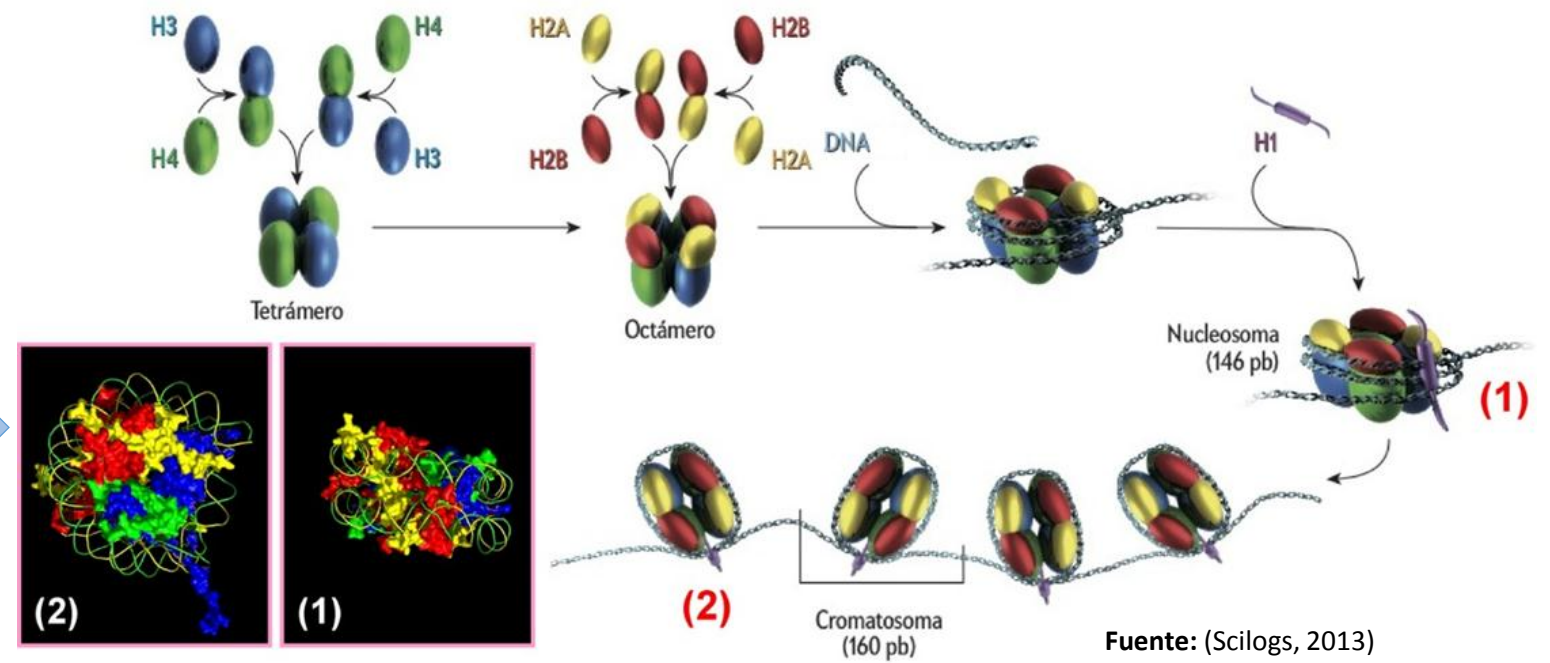 H3
H4
H4
H3
Tetrámero
H2A
H2B
H2B
H2A
Octámero
DNA
H1
Nucleosoma
(146 pb)
(1)
(2)
(1)
(2)
Cromatosoma
(160 pb)
Fuente: (Scilogs, 2013)